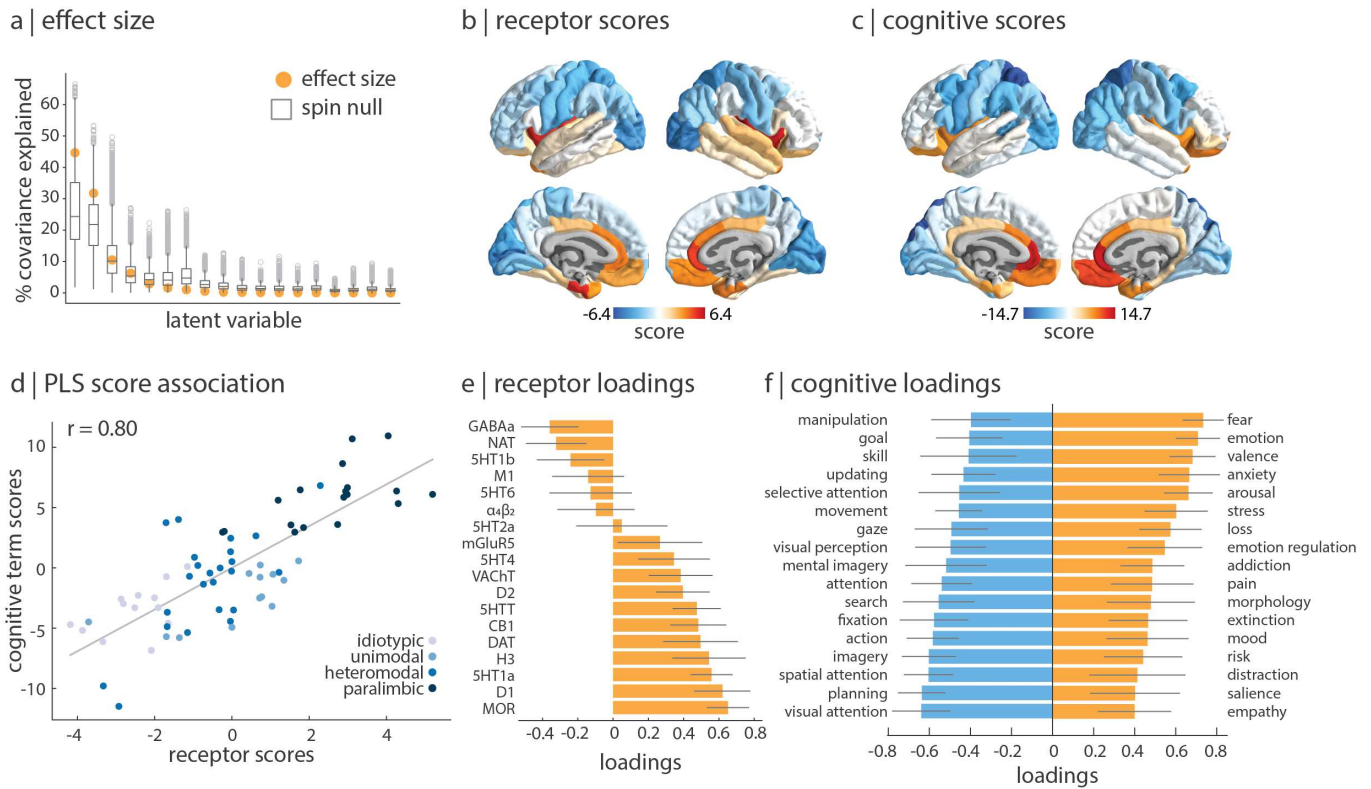 a | effect size
% covariance explained
60
50
40
30
20
10
0
effect size
spin null
latent variable
b | receptor scores
-6.4 6.4
score
c | cognitive scores
-14.7 14.7
score
d | PLS score association
r = 0.80
cognitive term scores
10
5
0
-5
-10
idiotypic
unimodal
heteromodal
paralimbic
-4 -2 0 2 4
receptor scores
e | receptor loadings
GABAa
NAT
5HT1b
M1
5HT6
α₄β₂
5HT2a
mGluR5
5HT4
VAChT
D2
5HTT
CB1
DAT
H3
5HT1a
D1
MOR
-0.4 -0.2 0 0.2 0.4 0.6 0.8
loadings
f | cognitive loadings
manipulation fear
goal emotion
skill valence
updating anxiety
selective attention arousal
movement stress
gaze loss
visual perception emotion regulation
mental imagery addiction
attention pain
search morphology
fixation extinction
action mood
imagery risk
spatial attention distraction
planning salience
visual attention empathy
-0.8 -0.6 -0.4 -0.2 0 0.2 0.4 0.6 0.8
loadings